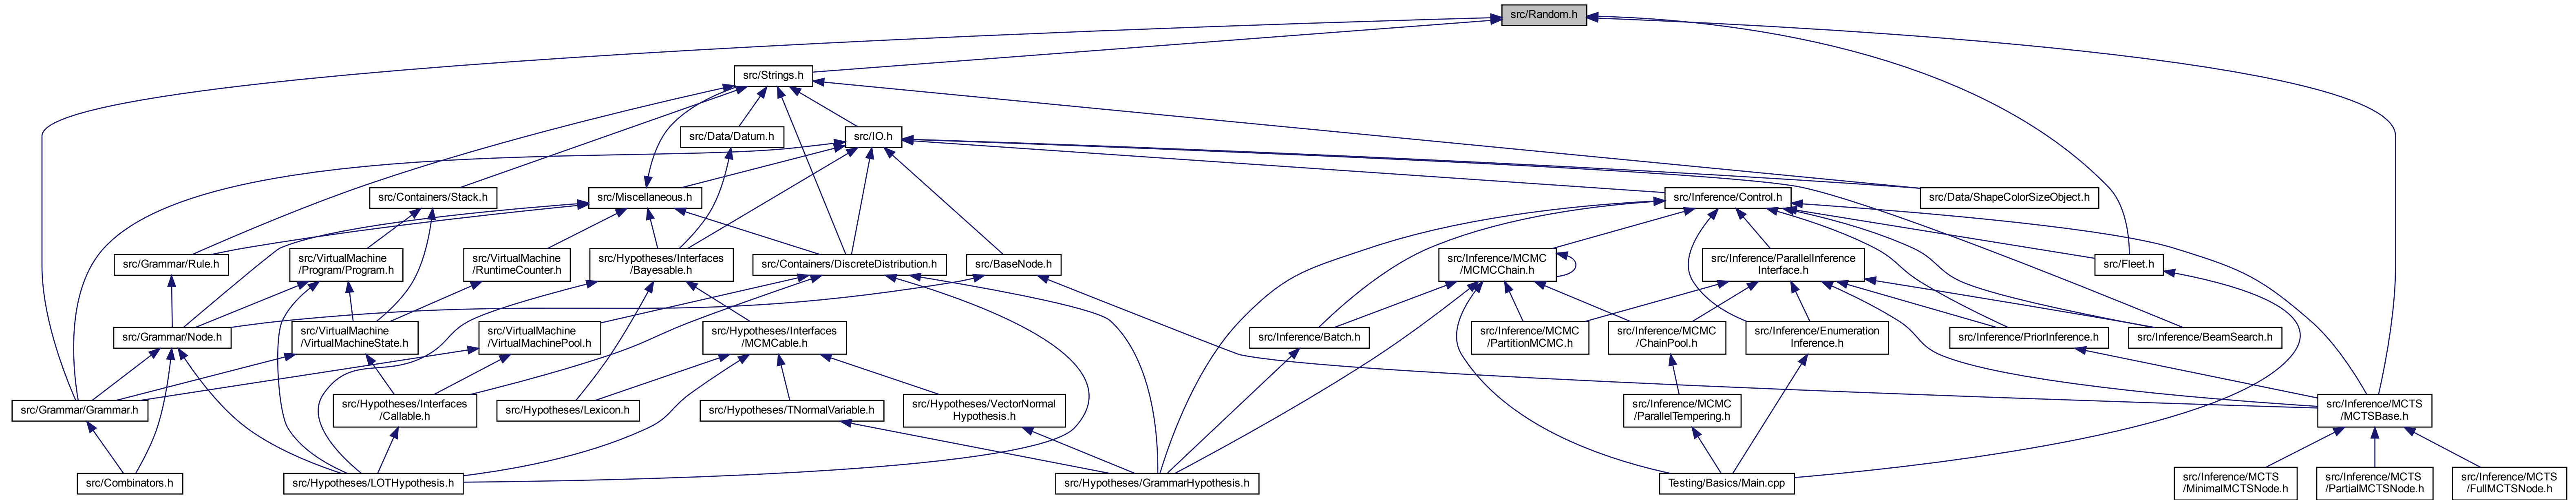 src/Random.h
src/Strings.h
src/Data/Datum.h
src/IO.h
src/Containers/Stack.h
src/Miscellaneous.h
src/Inference/Control.h
src/Data/ShapeColorSizeObject.h
src/Grammar/Rule.h
src/VirtualMachine
/Program/Program.h
src/VirtualMachine
/RuntimeCounter.h
src/Hypotheses/Interfaces
/Bayesable.h
src/Containers/DiscreteDistribution.h
src/BaseNode.h
src/Inference/MCMC
/MCMCChain.h
src/Inference/ParallelInference
Interface.h
src/Fleet.h
src/Grammar/Node.h
src/VirtualMachine
/VirtualMachineState.h
src/VirtualMachine
/VirtualMachinePool.h
src/Hypotheses/Interfaces
/MCMCable.h
src/Inference/Batch.h
src/Inference/MCMC
/PartitionMCMC.h
src/Inference/MCMC
/ChainPool.h
src/Inference/Enumeration
Inference.h
src/Inference/PriorInference.h
src/Inference/BeamSearch.h
src/Grammar/Grammar.h
src/Hypotheses/Interfaces
/Callable.h
src/Hypotheses/Lexicon.h
src/Hypotheses/TNormalVariable.h
src/Hypotheses/VectorNormal
Hypothesis.h
src/Inference/MCMC
/ParallelTempering.h
src/Inference/MCTS
/MCTSBase.h
src/Combinators.h
src/Hypotheses/LOTHypothesis.h
src/Hypotheses/GrammarHypothesis.h
Testing/Basics/Main.cpp
src/Inference/MCTS
/MinimalMCTSNode.h
src/Inference/MCTS
/PartialMCTSNode.h
src/Inference/MCTS
/FullMCTSNode.h